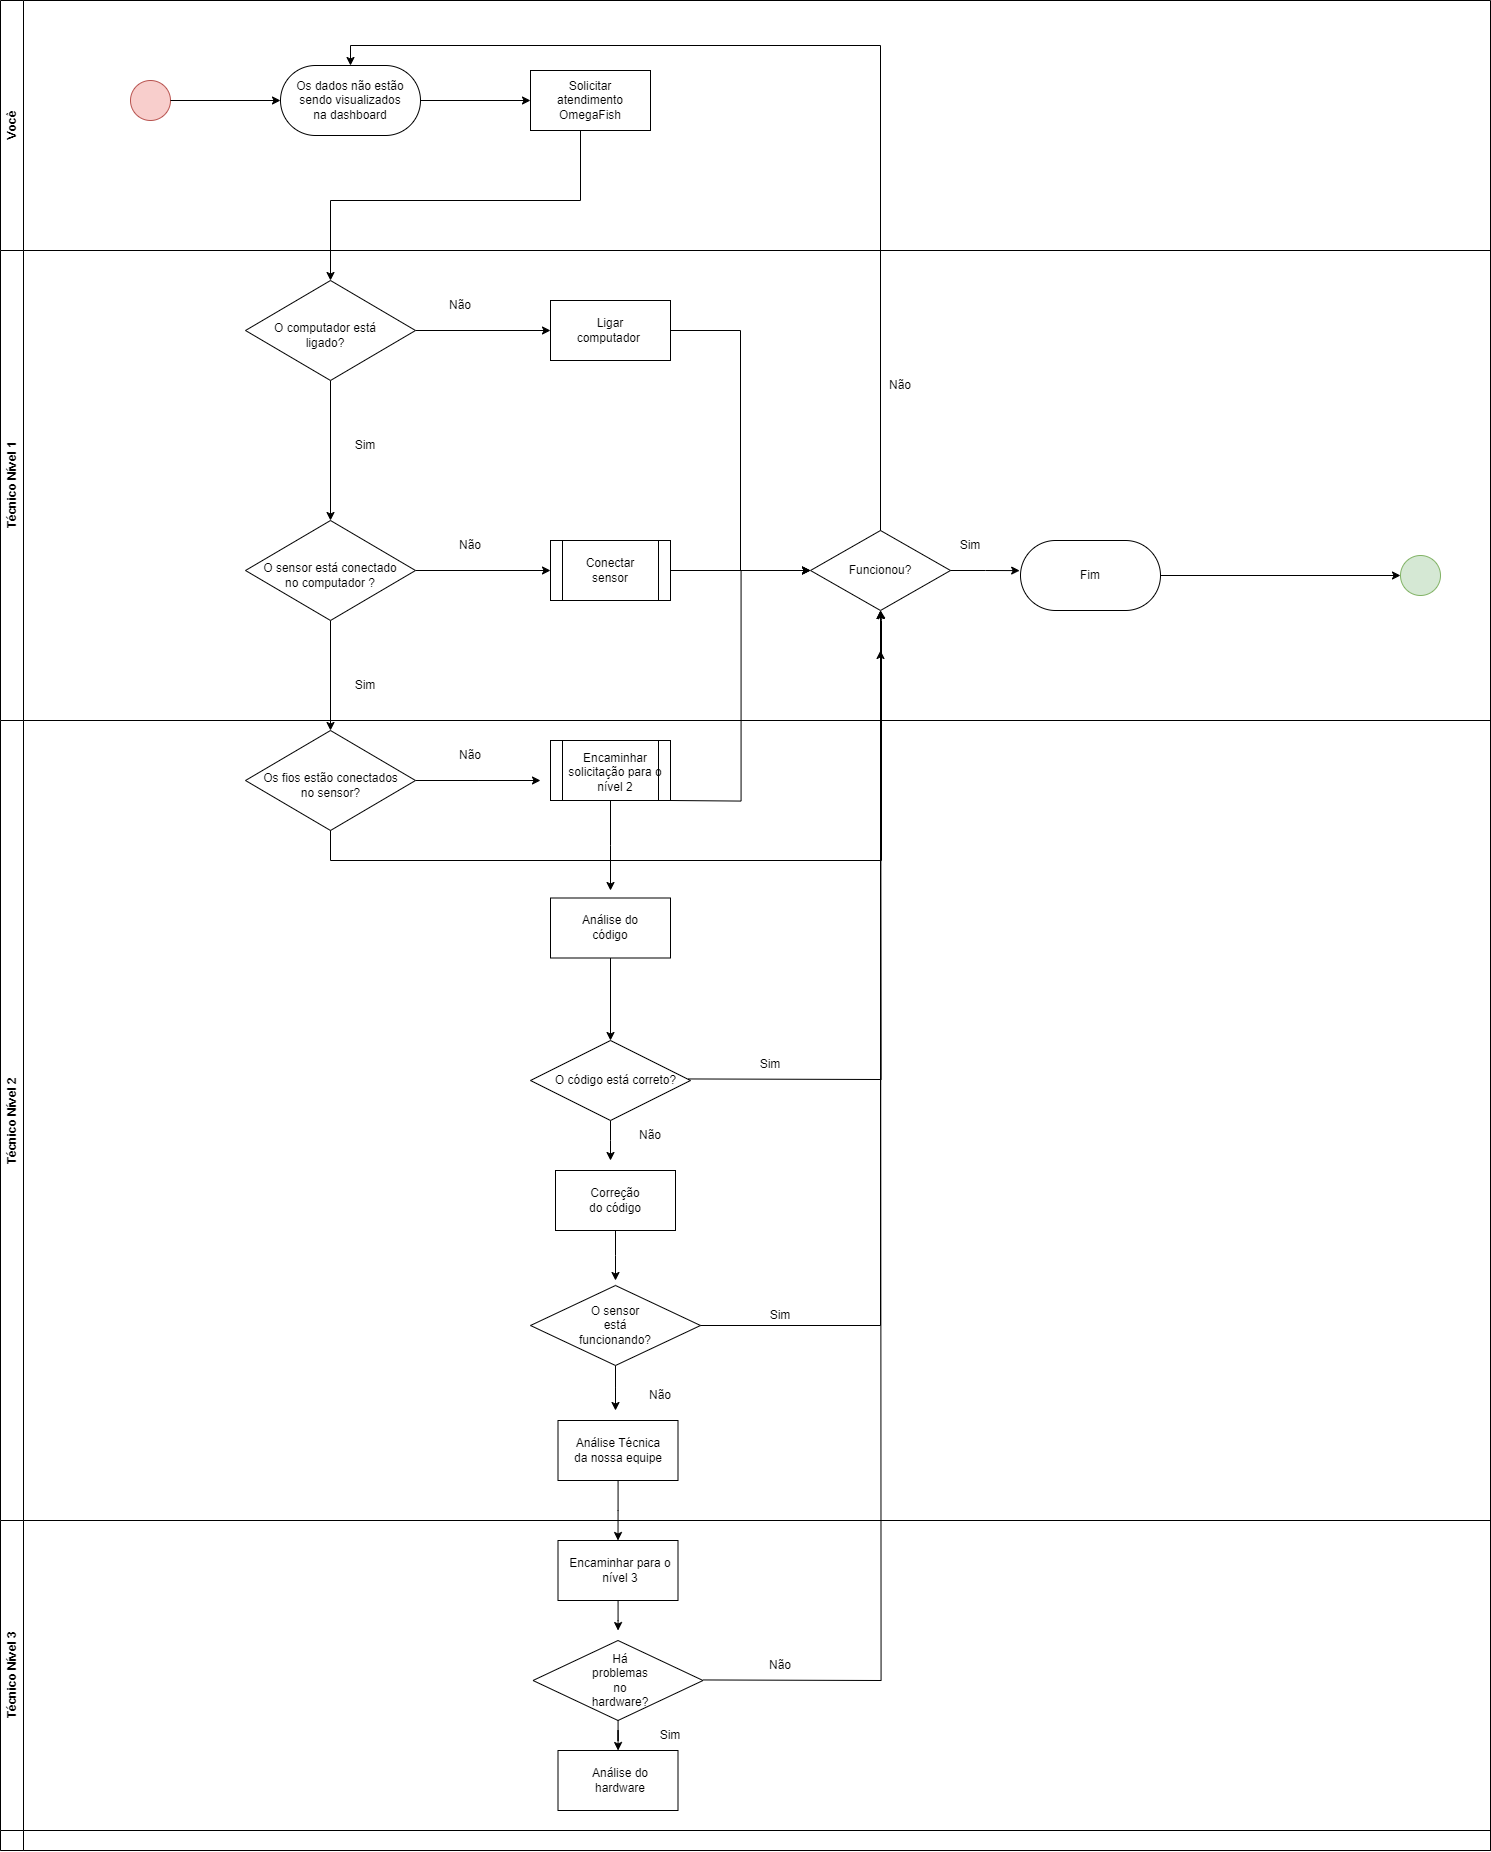 Você
Os dados não estão
sendo visualizados
na dashboard
Solicitar
atendimento
OmegaFish
Técnico Nível 1
O computador está
ligado?
Não
Ligar
computador
Não
Sim
O sensor está conectado
no computador ?
Não
Conectar
sensor
Funcionou?
Sim
Fim
Sim
Técnico Nível 2
Os fios estão conectados
no sensor?
Não
Encaminhar
solicitação para o
nível 2
Análise do
código
O código está correto?
Sim
Não
Correção
do código
O sensor
está
funcionando?
Sim
Não
Análise Técnica
da nossa equipe
Técnico Nível 3
Encaminhar para o
nível 3
Há
problemas
no
hardware?
Não
Sim
Análise do
hardware